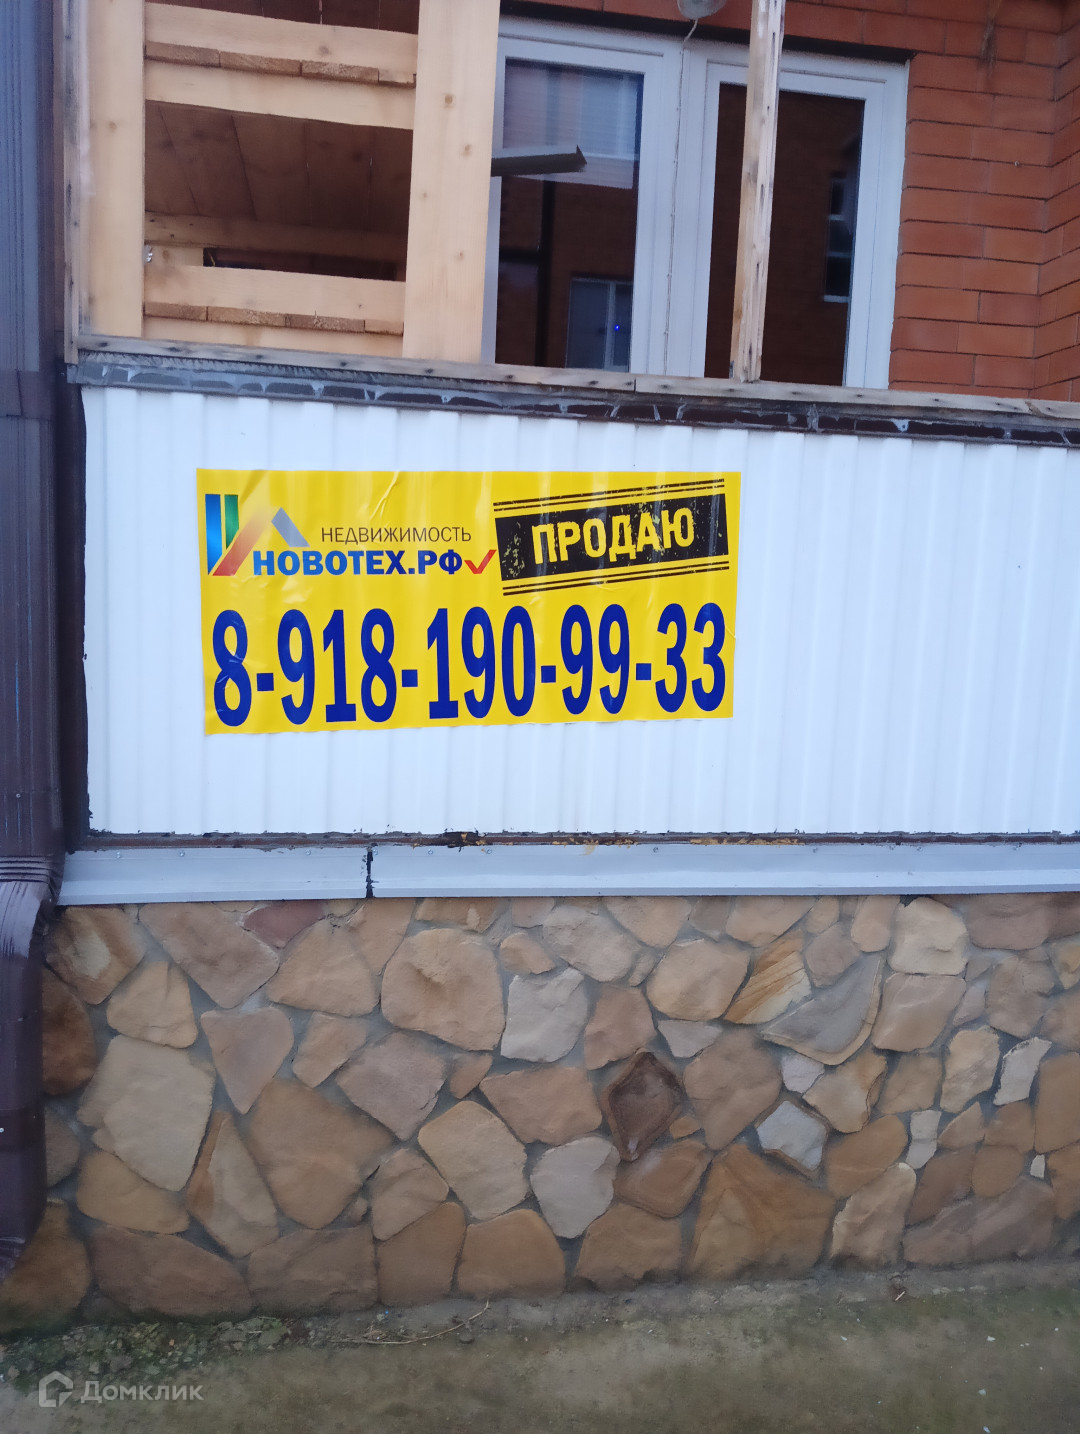 НЕДВИЖИМОСТЬ
НОВОТЕХ.РФ
ПРОДАЮ
8-918-190-99-33
Домклик